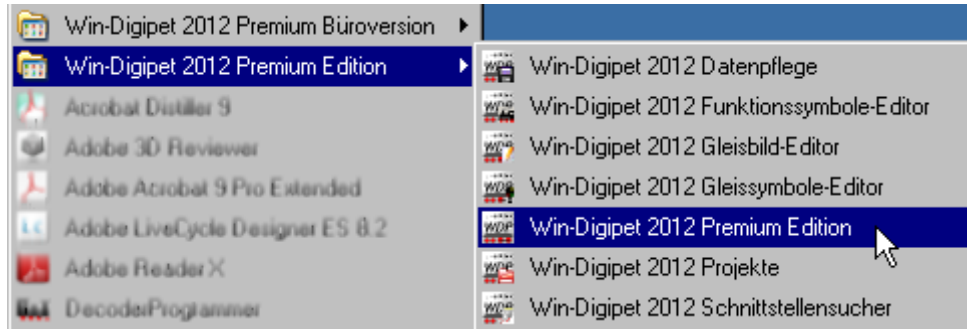 Win-Digipet 2012 Premium Büroversion
Win-Digipet 2012 Premium Edition
Acrobat Distiller 9
Adobe 3D Reviewer
Adobe Acrobat 9 Pro Extended
Adobe LiveCycle Designer ES 8.2
Adobe Reader X
DecoderProgrammer
Win-Digipet 2012 Datenpflege
Win-Digipet 2012 Funktionssymbole-Editor
Win-Digipet 2012 Gleisbild-Editor
Win-Digipet 2012 Gleissymbole-Editor
Win-Digipet 2012 Premium Edition
Win-Digipet 2012 Projekte
Win-Digipet 2012 Schnittstellensucher